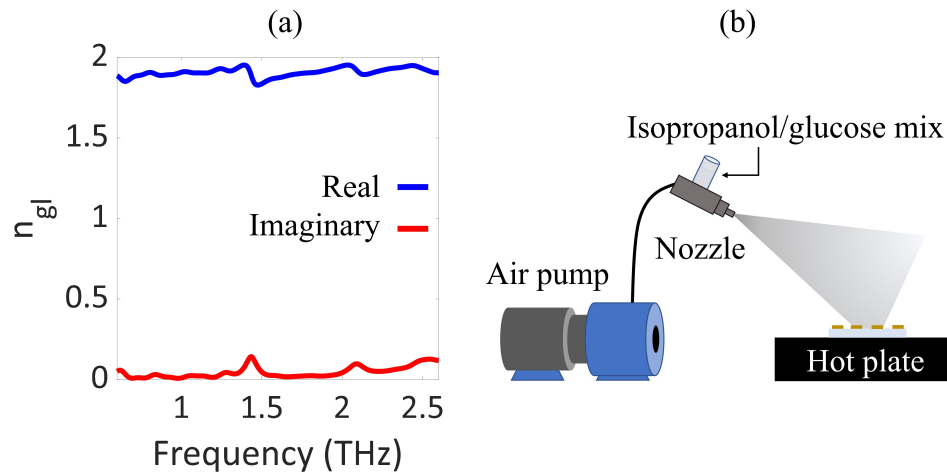 (a)
2
1.5
1
0.5
0
n_gl
Real
Imaginary
1
1.5
2
2.5
Frequency (THz)
(b)
Isopropanol/glucose mix
Nozzle
Air pump
Hot plate